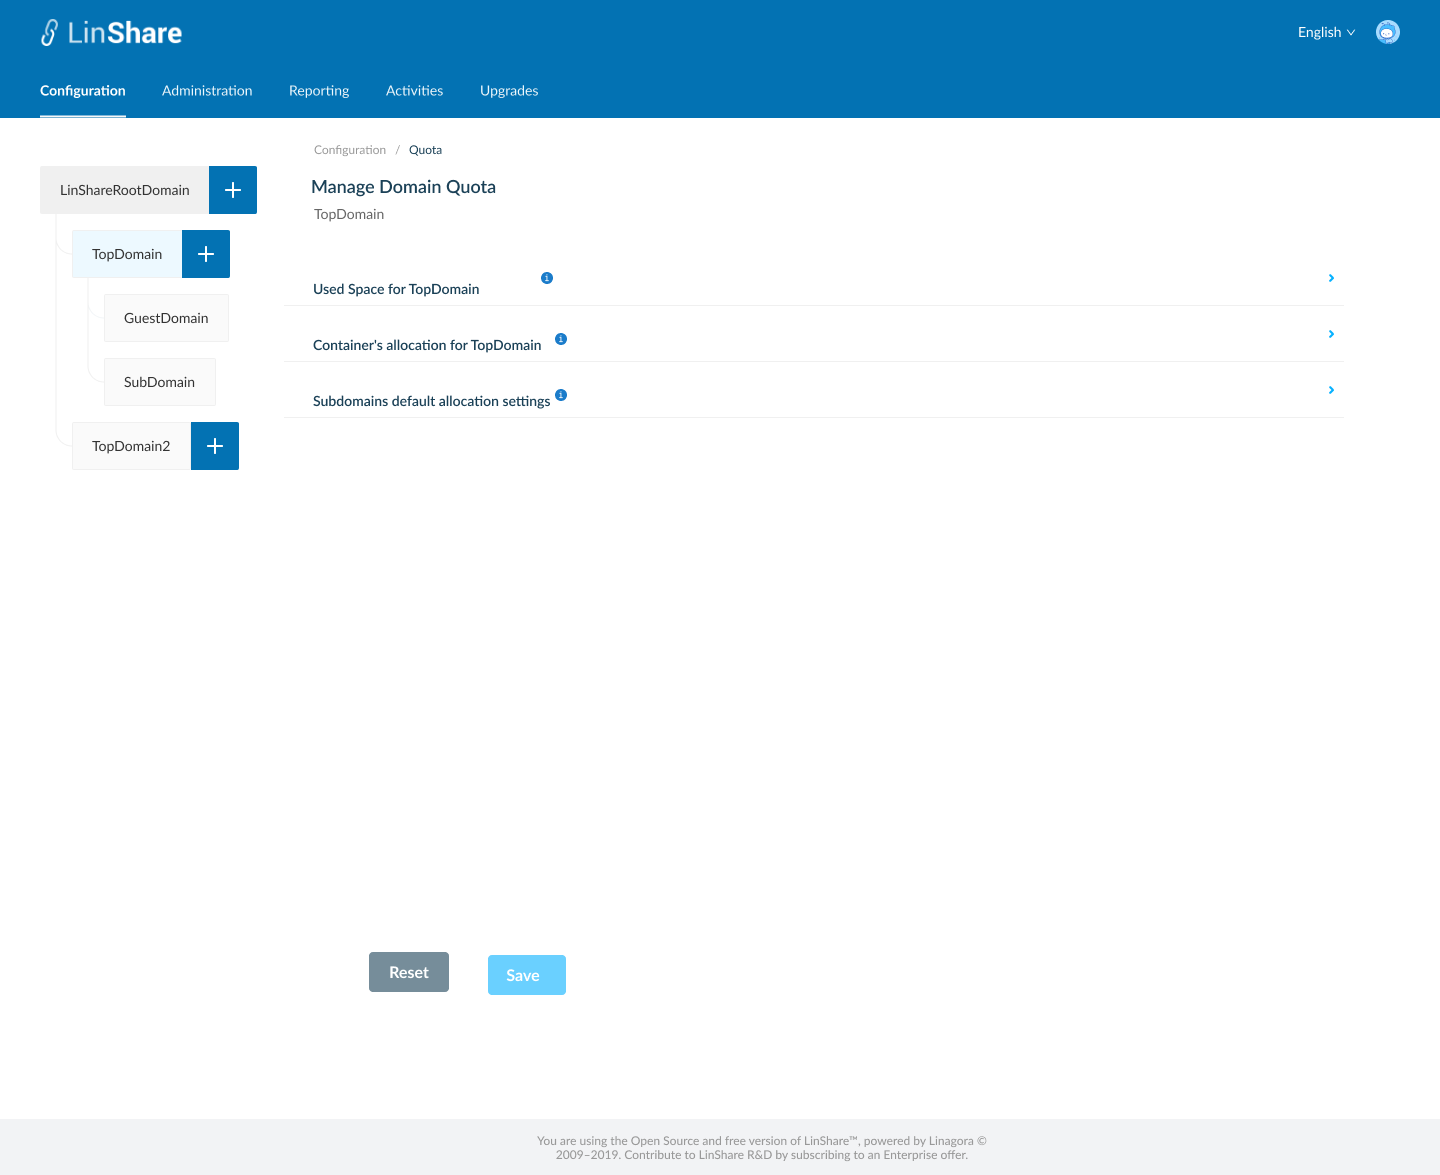 LinShare
English
Configuration
Administration
Reporting
Activities
Upgrades
Configuration / Quota
LinShareRootDomain
Manage Domain Quota
TopDomain
TopDomain
GuestDomain
SubDomain
TopDomain2
Used Space for TopDomain
Container's allocation for TopDomain
Subdomains default allocation settings
Reset
Save
You are using the Open Source and free version of LinShare™, powered by Linagora ©
2009–2019. Contribute to LinShare R&D by subscribing to an Enterprise offer.